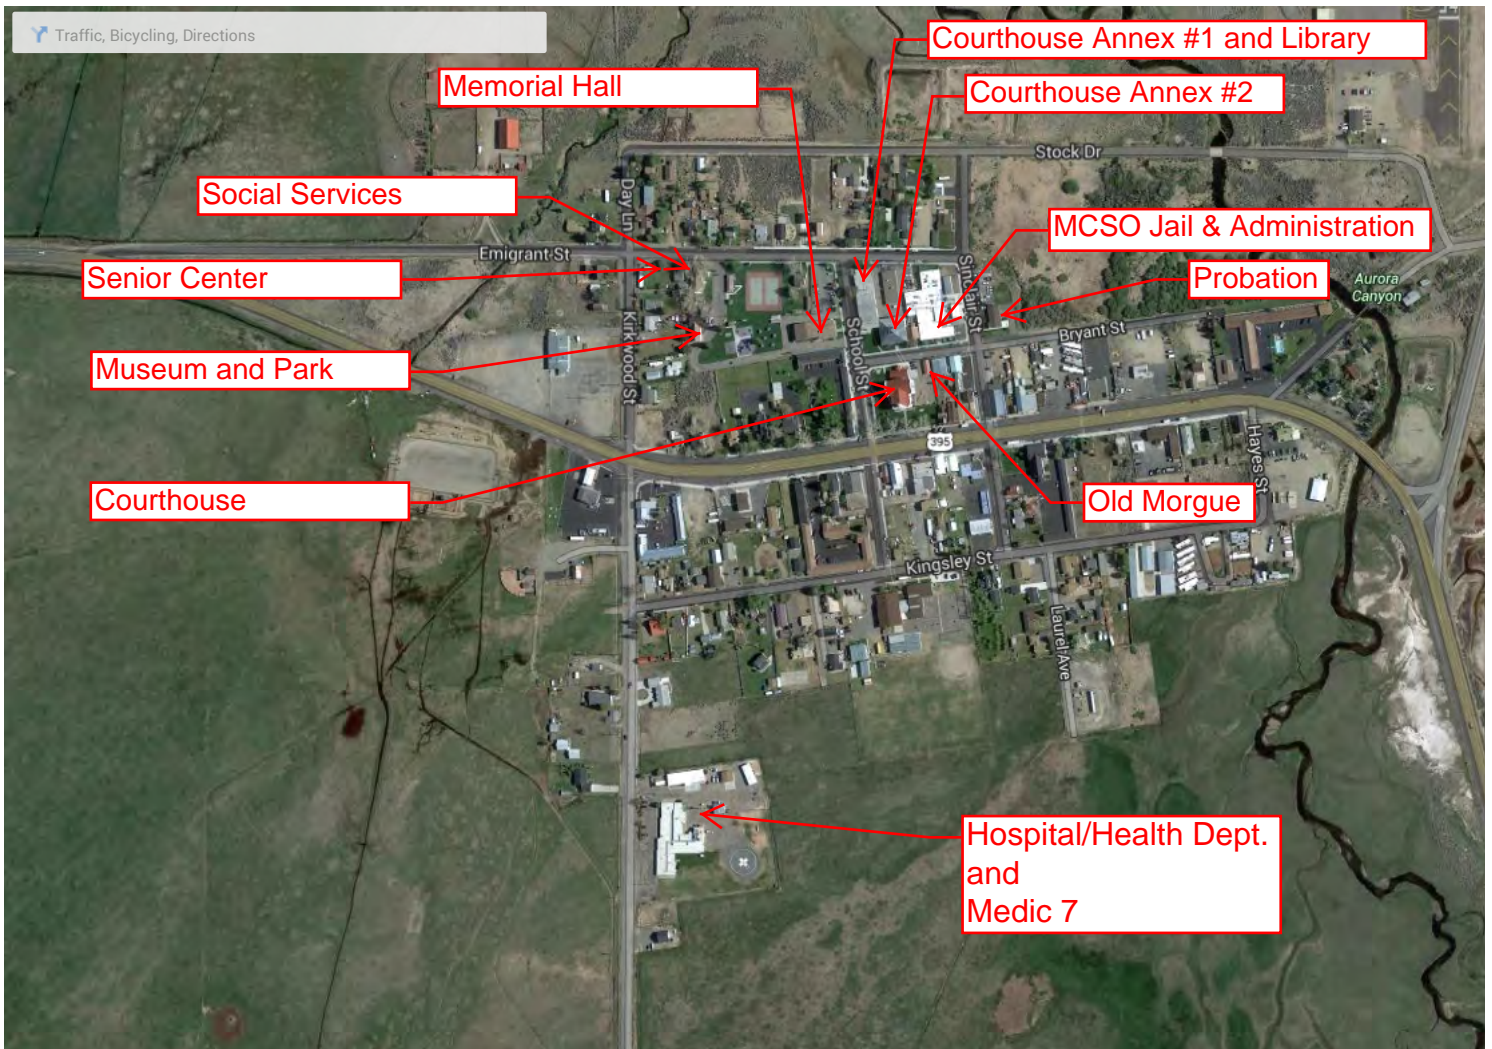 Traffic, Bicycling, Directions
Courthouse Annex #1 and Library
Memorial Hall
Courthouse Annex #2
Stock Dr
Social Services
Day Ln
MCSO Jail & Administration
Emigrant St
Senior Center
Sinclair St
Probation
Aurora
Canyon
Kirkwood St
School St
Bryant St
Museum and Park
395
Hayes St
Courthouse
Old Morgue
Kingsley St
Laurel Ave
Hospital/Health Dept.
and
Medic 7